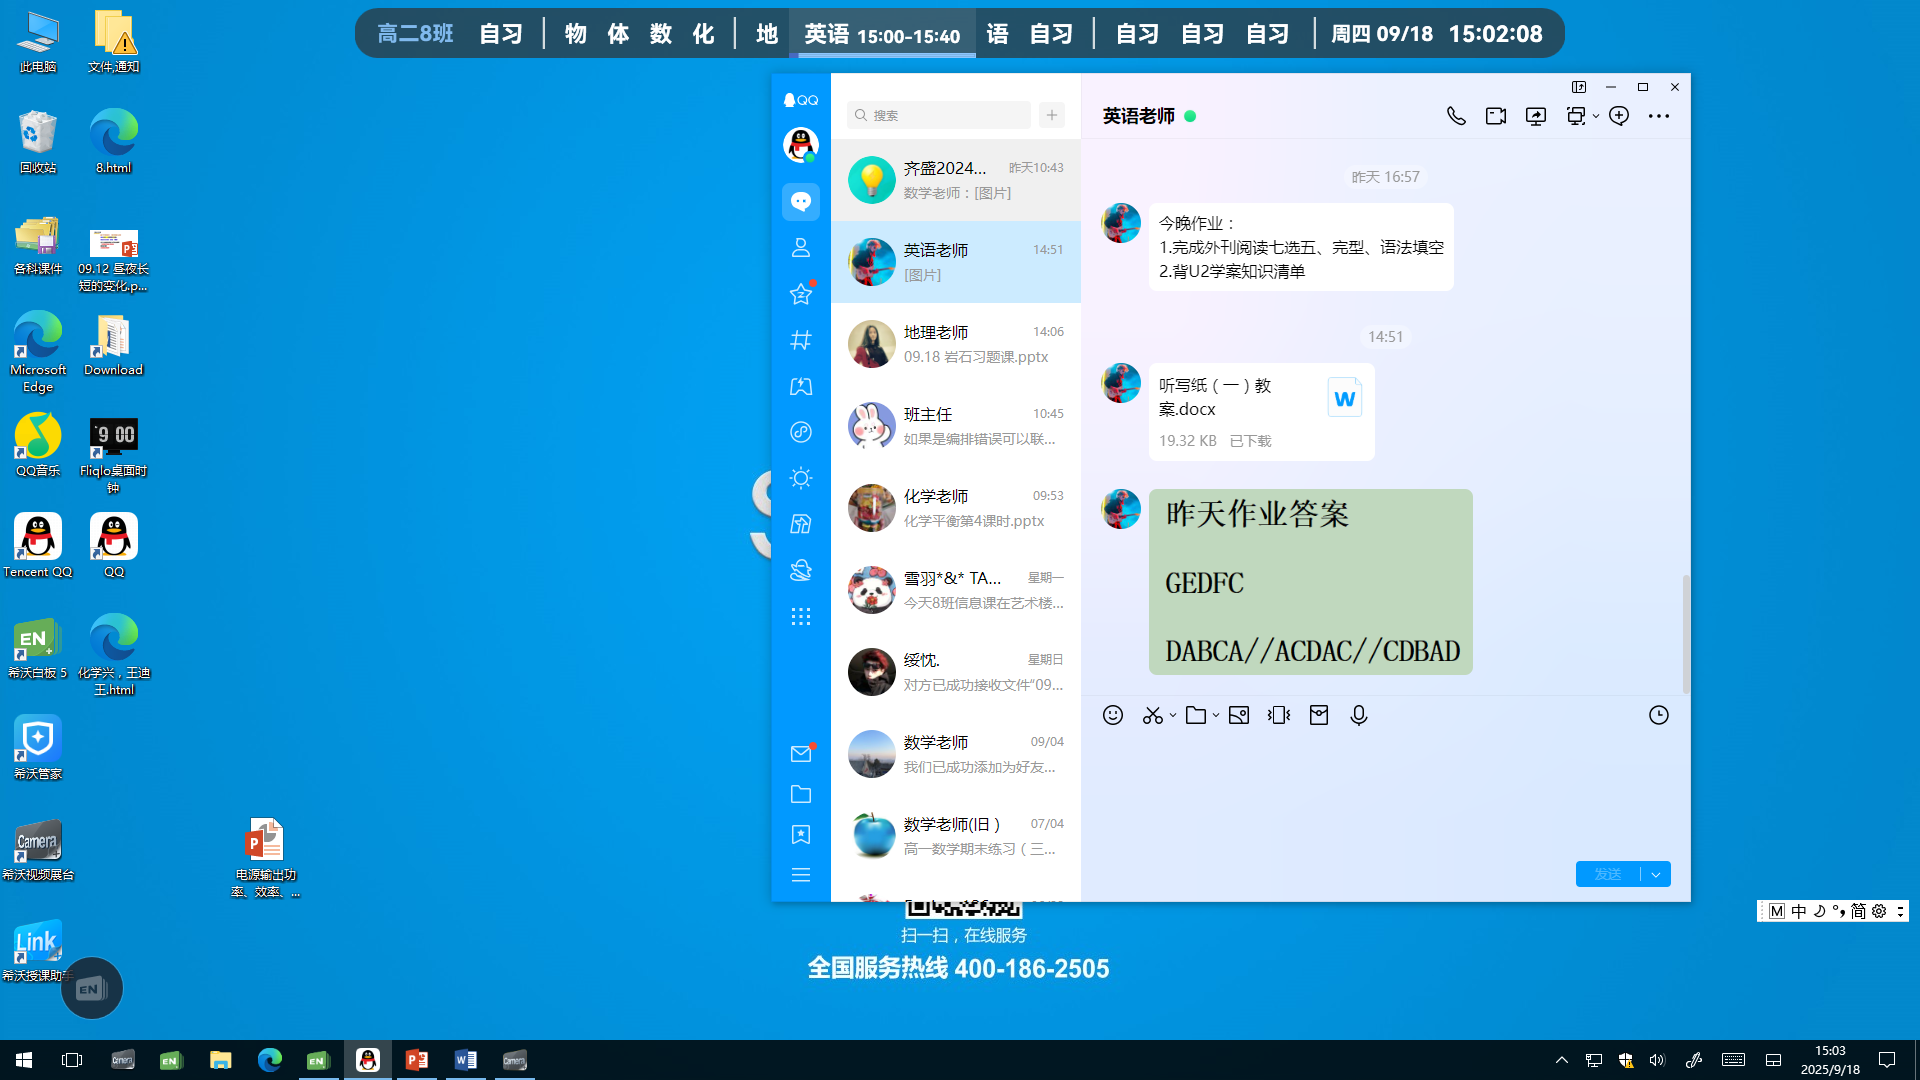 高二8班 自习 | 物 体 数 化 | 地 英语 15:00-15:40 语 自习 | 自习 自习 自习 | 周四 09/18 15:02:08
此电脑
文件,通知
回收站
8.html
各科课件
09.12 昼夜长
短的变化.p...
Microsoft
Edge
Download
QQ音乐
Fliqlo桌面时
钟
Tencent QQ
QQ
希沃白板 5
化学兴，王迪
王.html
希沃管家
希沃视频展台
电源输出功
率、效率、...
希沃授课助手
QQ
搜索
齐盛2024... 昨天10:43
数学老师：[图片]
英语老师 14:51
[图片]
地理老师 14:06
09.18 岩石习题课.pptx
班主任 10:45
如果是编排错误可以联...
化学老师 09:53
化学平衡第4课时.pptx
雪羽*&* TA... 星期一
今天8班信息课在艺术楼...
绥忱. 星期日
对方已成功接收文件“09...
数学老师 09/04
我们已成功添加为好友...
数学老师(旧） 07/04
高一数学期末练习（三...
英语老师
昨天 16:57
今晚作业：
1.完成外刊阅读七选五、完型、语法填空
2.背U2学案知识清单
14:51
听写纸（一）教
案.docx
19.32 KB 已下载
昨天作业答案
GEDFC
DABCA//ACDAC//CDBAD
发送
扫一扫，在线服务
全国服务热线 400-186-2505
M 中 简
15:03
2025/9/18